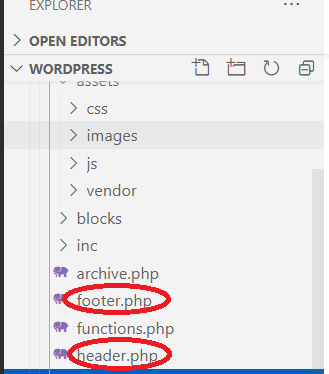 EXPLORER
OPEN EDITORS
WORDPRESS
assets
css
images
js
vendor
blocks
inc
archive.php
footer.php
functions.php
header.php